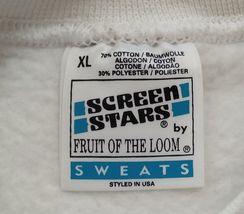 XL
70% COTTON / BAUMWOLLE
ALGODON / COTON
COTONE / ALGODÃO
30% POLYESTER / POLIESTER
SCREEN
STARS ®
by
FRUIT OF THE LOOM ®
SWEATS
STYLED IN USA